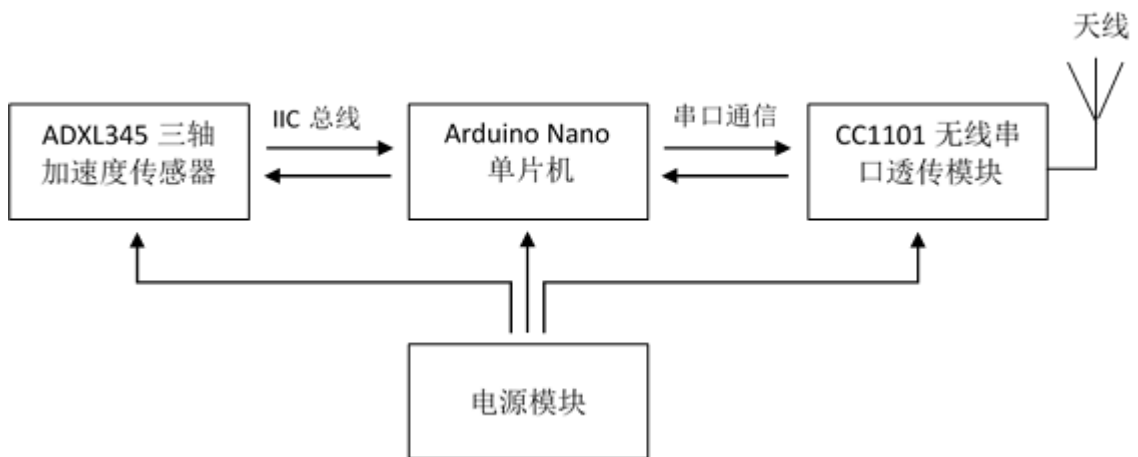 天线
ADXL345 三轴
加速度传感器
IIC 总线
Arduino Nano
单片机
串口通信
CC1101 无线串
口透传模块
电源模块